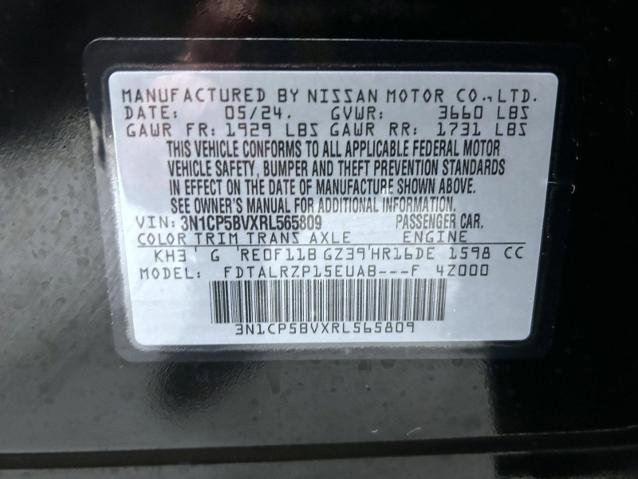 MANUFACTURED BY NISSAN MOTOR CO.,LTD.
DATE: 05/24. GVWR: 3660 LBS
GAWR FR: 1929 LBS GAWR RR: 1731 LBS
THIS VEHICLE CONFORMS TO ALL APPLICABLE FEDERAL MOTOR
VEHICLE SAFETY, BUMPER AND THEFT PREVENTION STANDARDS
IN EFFECT ON THE DATE OF MANUFACTURE SHOWN ABOVE.
SEE OWNER'S MANUAL FOR ADDITIONAL INFORMATION.
VIN: 3N1CP5BVXRL565809 PASSENGER CAR.
COLOR TRIM TRANS AXLE ENGINE
KH3' G 'RE0F11B GZ39'HR16DE 1598 CC
MODEL: FDTALRZP15EUAB---F 4Z000
3N1CP5BVXRL565809